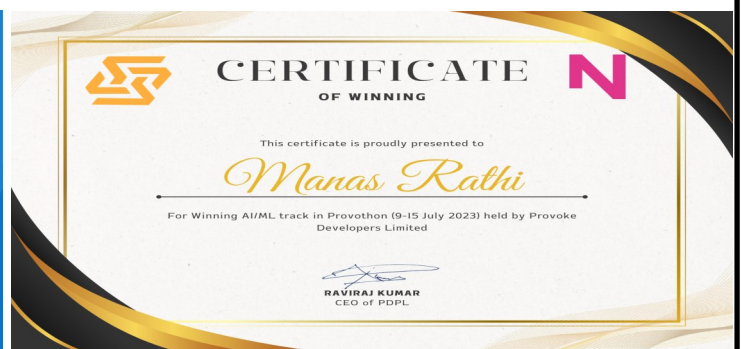 CERTIFICATE
N
OF WINNING
This certificate is proudly presented to
Manas Rathi
For Winning AI/ML track in Provothon (9-15 July 2023) held by Provoke
Developers Limited
RAVIRAJ KUMAR
CEO of PDPL